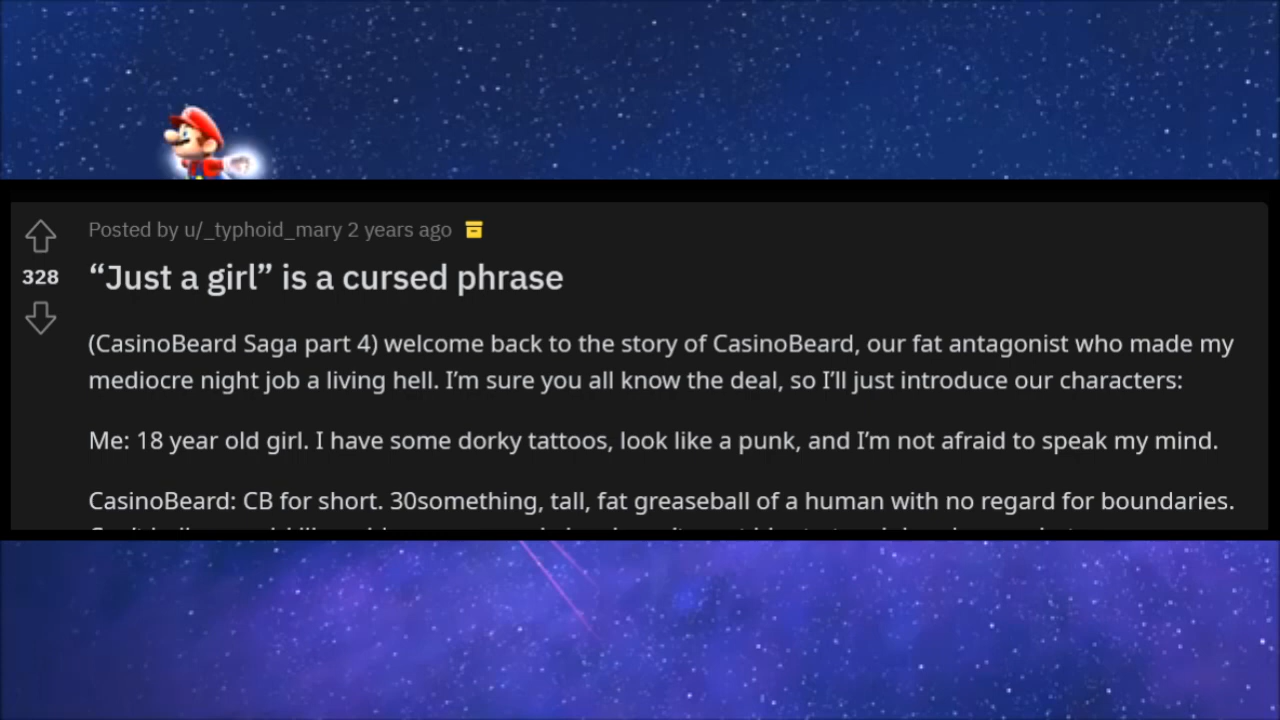 Posted by u/_typhoid_mary 2 years ago
328
“Just a girl” is a cursed phrase
(CasinoBeard Saga part 4) welcome back to the story of CasinoBeard, our fat antagonist who made my
mediocre night job a living hell. I’m sure you all know the deal, so I’ll just introduce our characters:
Me: 18 year old girl. I have some dorky tattoos, look like a punk, and I’m not afraid to speak my mind.
CasinoBeard: CB for short. 30something, tall, fat greaseball of a human with no regard for boundaries.